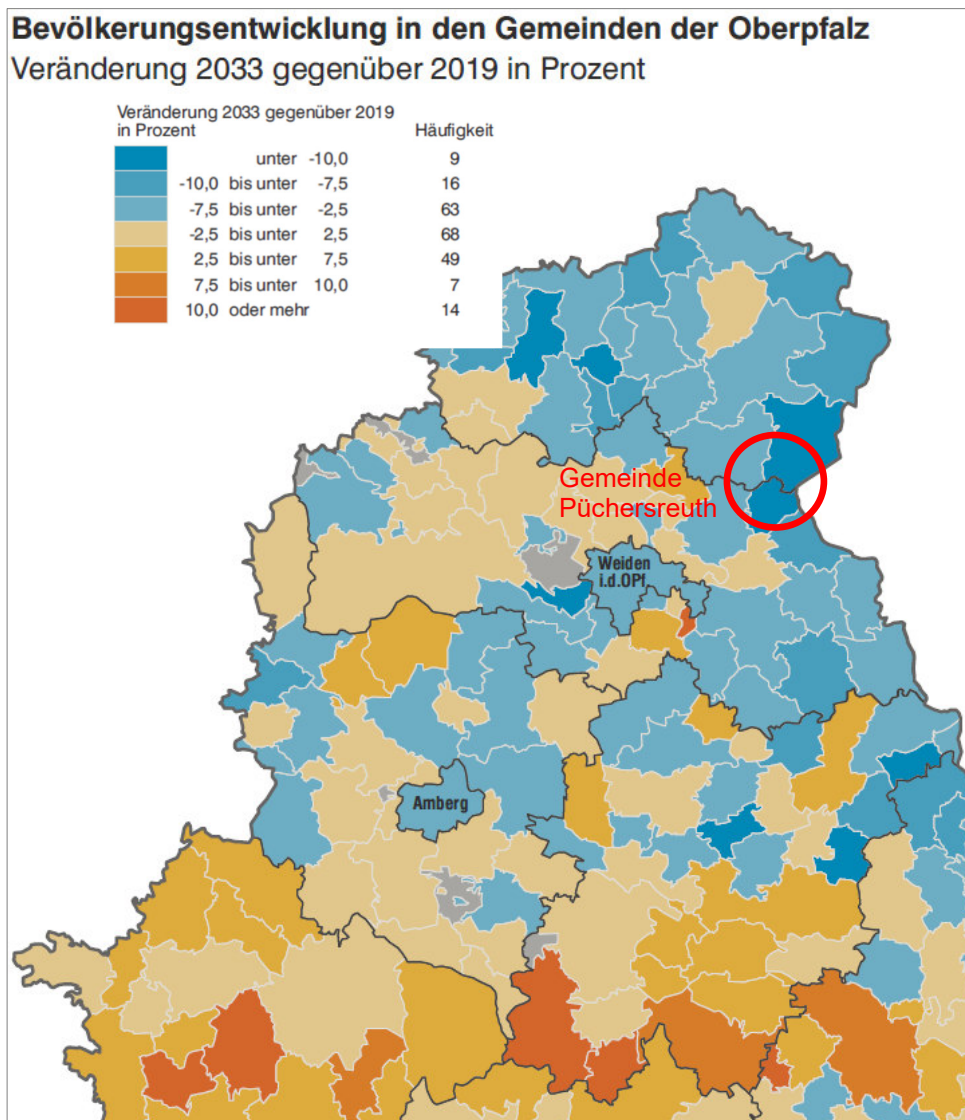 Bevölkerungsentwicklung in den Gemeinden der Oberpfalz
Veränderung 2033 gegenüber 2019 in Prozent
Veränderung 2033 gegenüber 2019
in Prozent Häufigkeit
unter -10,0 9
-10,0 bis unter -7,5 16
-7,5 bis unter -2,5 63
-2,5 bis unter 2,5 68
2,5 bis unter 7,5 49
7,5 bis unter 10,0 7
10,0 oder mehr 14
Gemeinde
Püchersreuth
Weiden
i.d.OPf.
Amberg